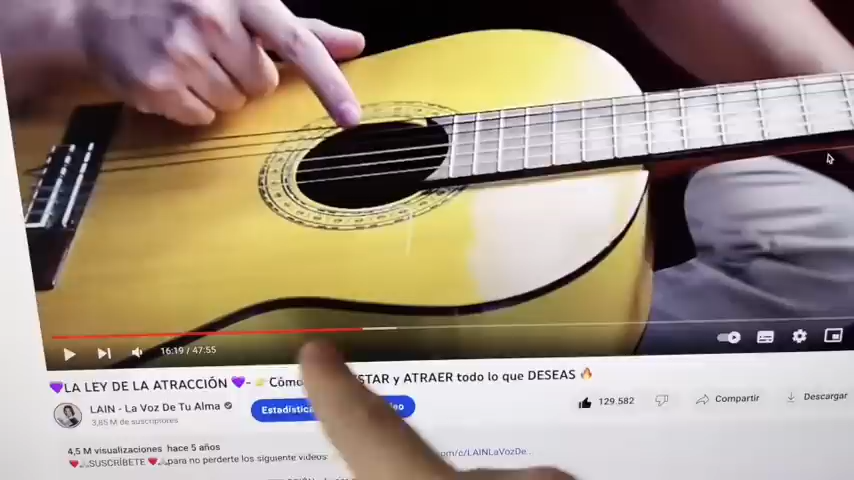 16:19 / 47:55
💜LA LEY DE LA ATRACCIÓN 💜- 👉Cómo STAR y ATRAER todo lo que DESEAS 🔥
LAIN - La Voz De Tu Alma
3,65 M de suscriptores
Estadística
129.582
Compartir
Descargar
4,5 M visualizaciones hace 5 años
SUSCRÍBETE para no perderte los siguientes videos
c/LAINLaVozDe...